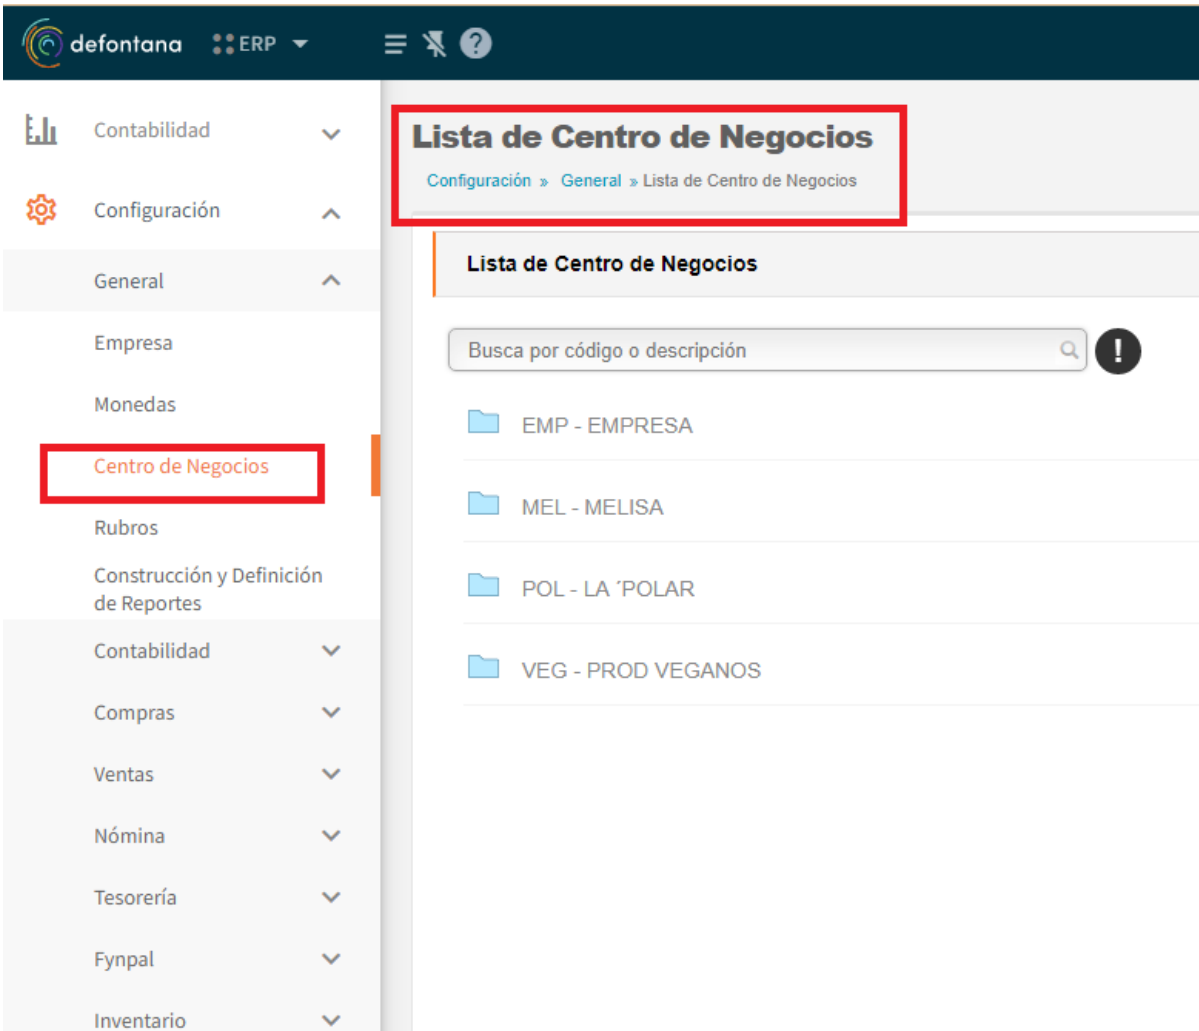 defontana ERP
Contabilidad
Configuración
General
Empresa
Monedas
Centro de Negocios
Rubros
Construcción y Definición
de Reportes
Contabilidad
Compras
Ventas
Nómina
Tesorería
Fynpal
Inventario
Lista de Centro de Negocios
Configuración » General » Lista de Centro de Negocios
Lista de Centro de Negocios
Busca por código o descripción
EMP - EMPRESA
MEL - MELISA
POL - LA ´POLAR
VEG - PROD VEGANOS